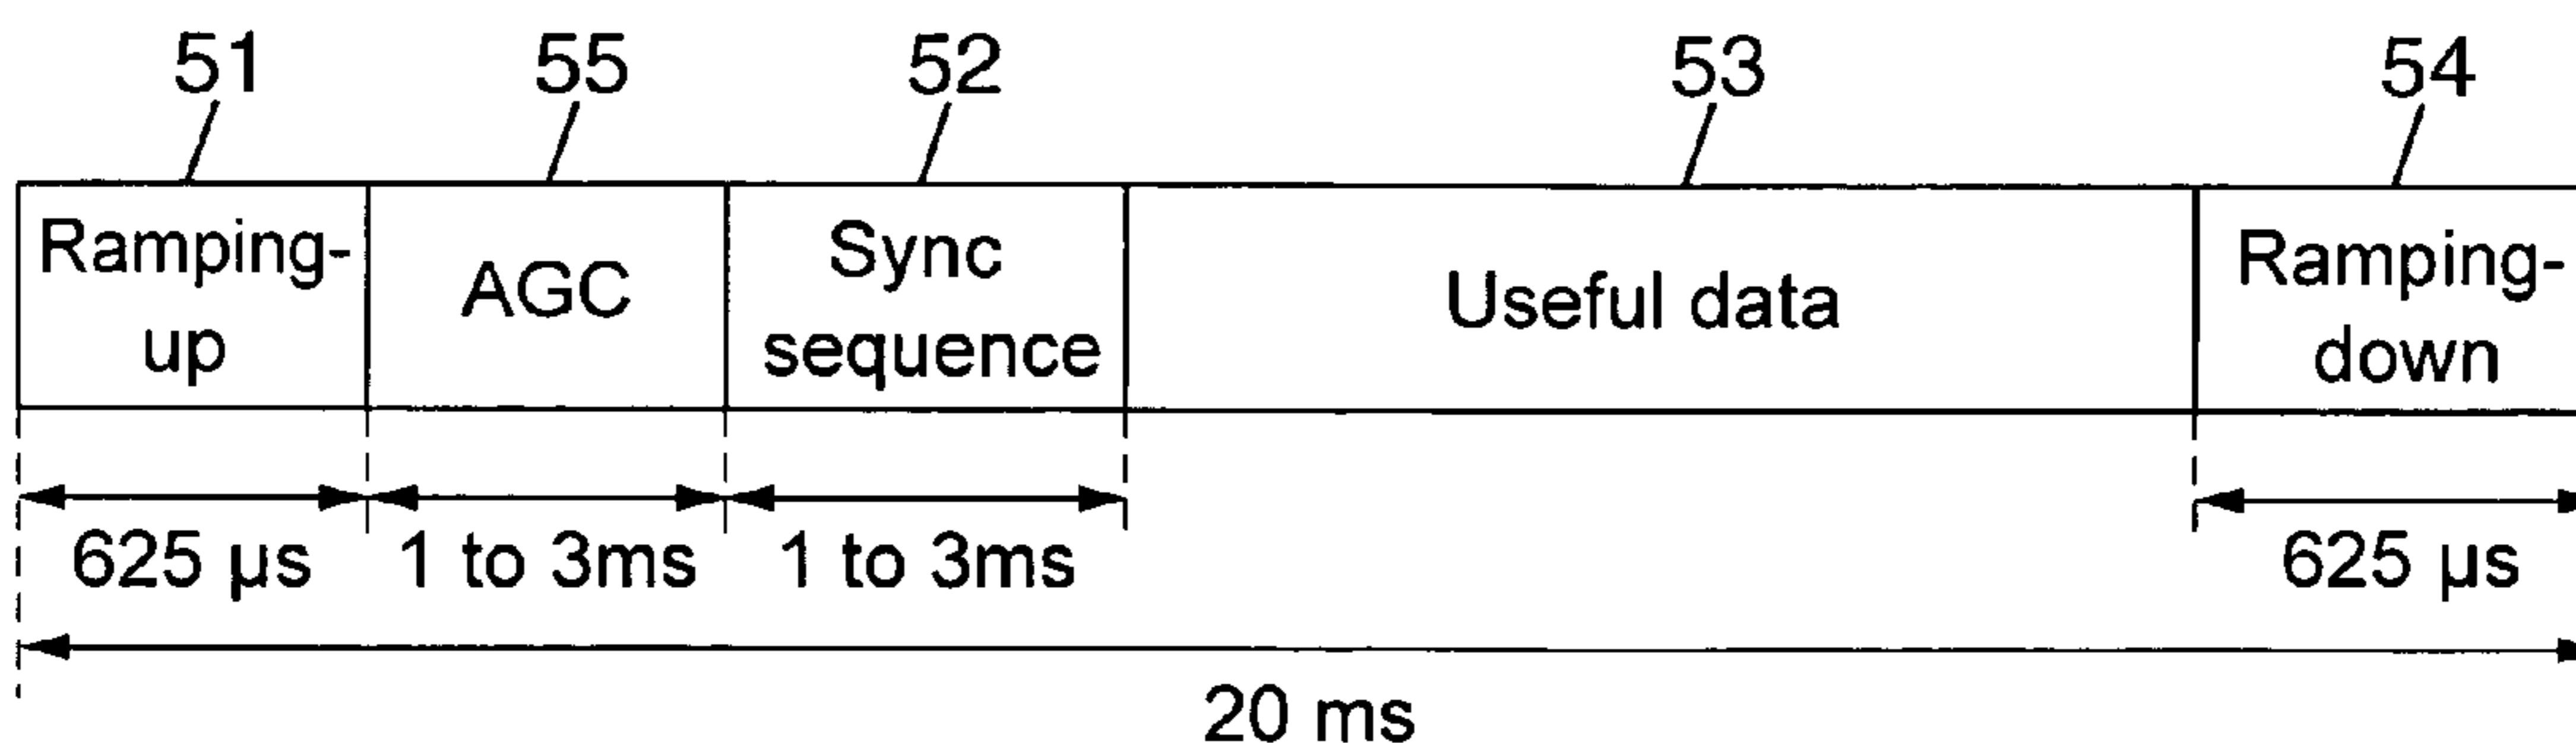 51 55 52 53 54
Ramping-
up
AGC
Sync
sequence
Useful data
Ramping-
down
625 µs 1 to 3ms 1 to 3ms 625 µs
20 ms